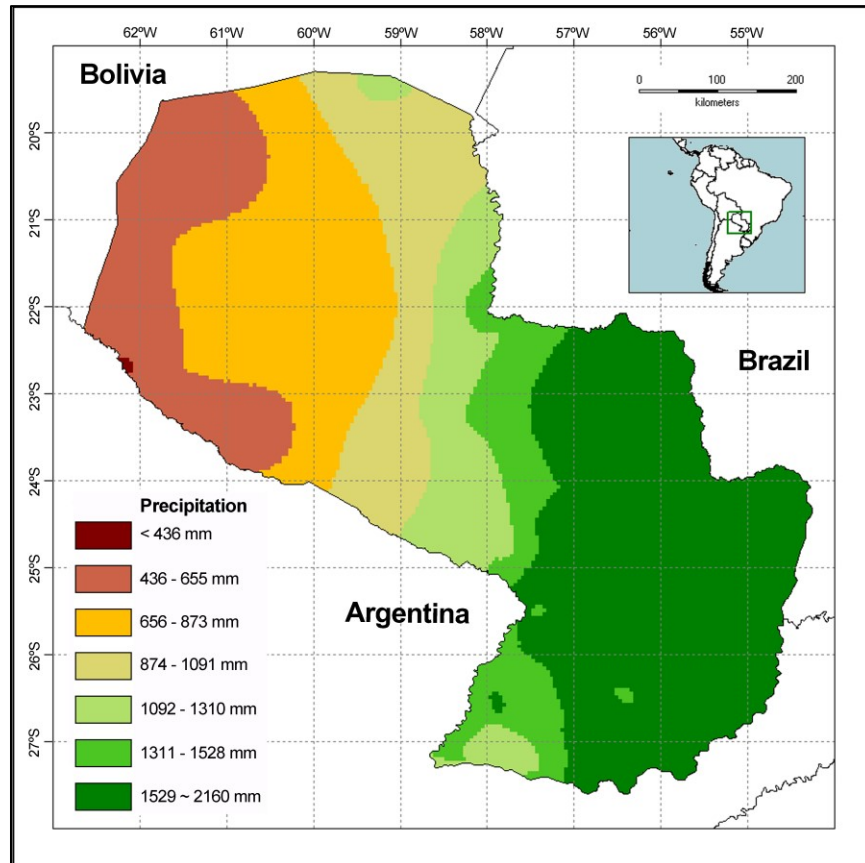 62ºW 61ºW 60ºW 59ºW 58ºW 57ºW 56ºW 55ºW
Bolivia
0 100 200
kilometers
20ºS
21ºS
22ºS
Brazil
23ºS
24ºS
Precipitation
< 436 mm
436 - 655 mm
25ºS
Argentina
656 - 873 mm
26ºS
874 - 1091 mm
1092 - 1310 mm
27ºS
1311 - 1528 mm
1529 ~ 2160 mm